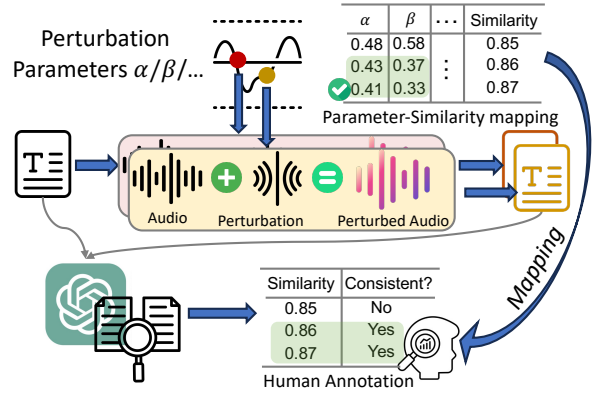 Perturbation
Parameters α/β/...
α β ... Similarity
0.48 0.58 0.85
0.43 0.37 ⋮ 0.86
0.41 0.33 0.87
Parameter-Similarity mapping
T
T
Audio
Perturbation
Perturbed Audio
Mapping
Similarity Consistent?
0.85 No
0.86 Yes
0.87 Yes
Human Annotation